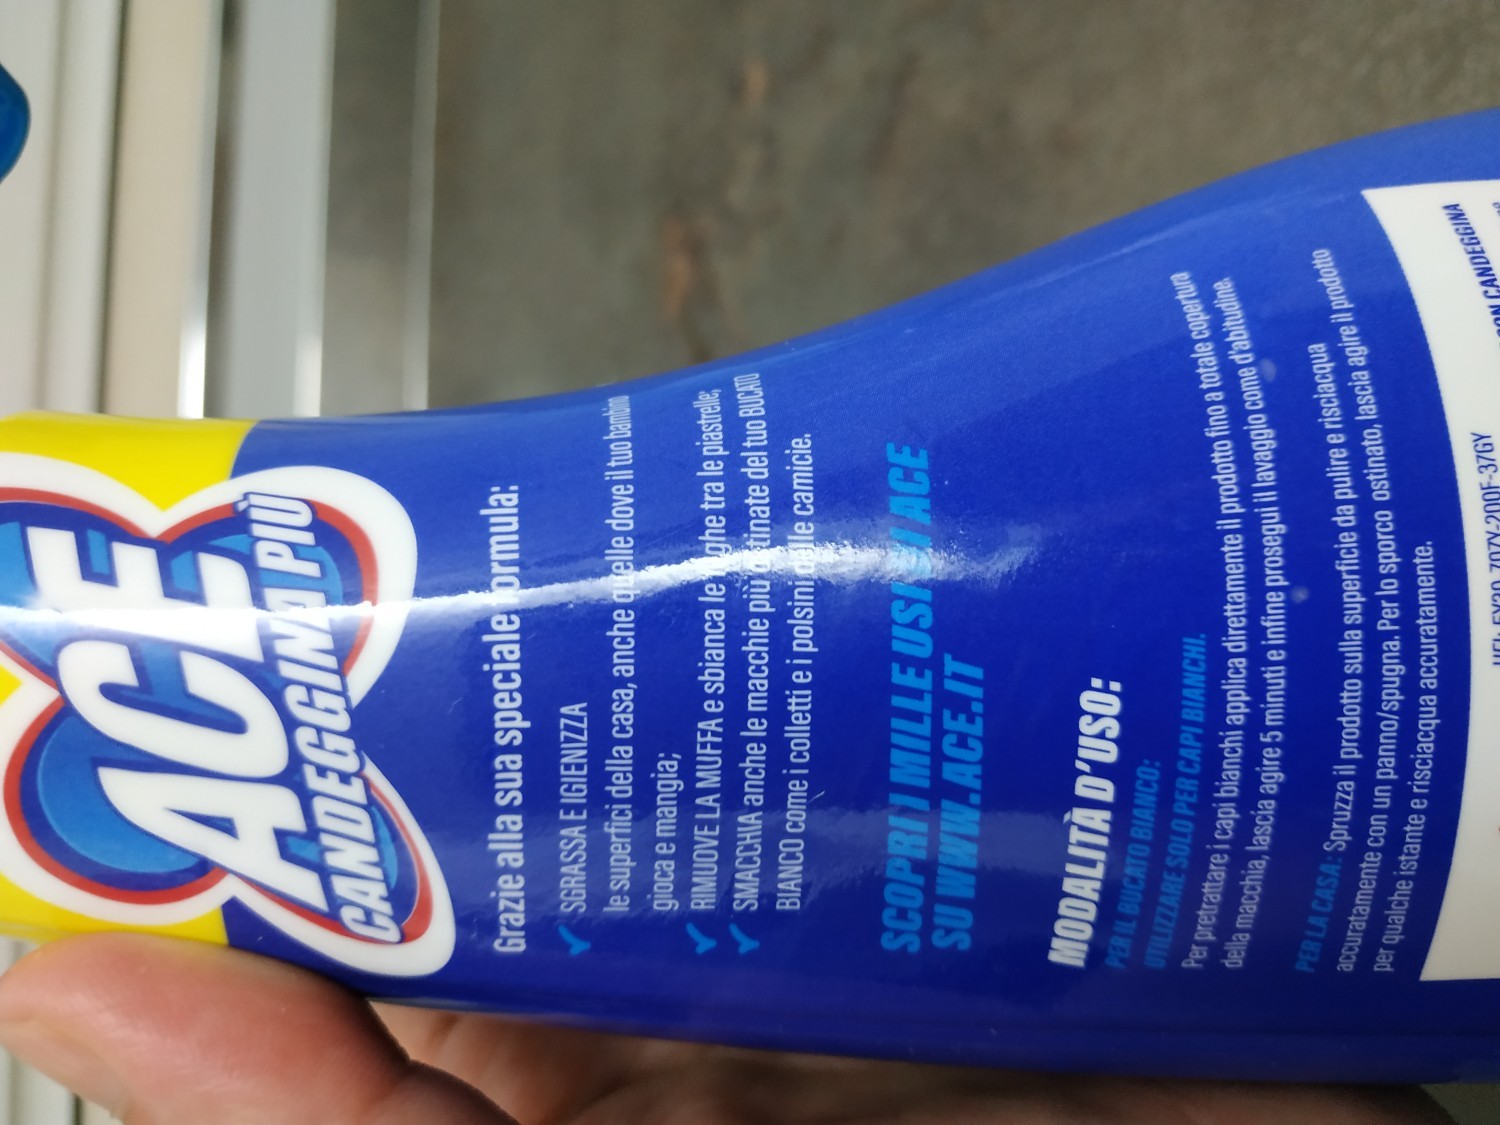 ACE
CANDEGGINA PIÙ
Grazie alla sua speciale formula:
✓ SGRASSA E IGIENIZZA
le superfici della casa, anche quelle dove il tuo bambino
gioca e mangia;
✓ RIMUOVE LA MUFFA e sbianca le fughe tra le piastrelle;
✓ SMACCHIA anche le macchie più ostinate del tuo BUCATO
BIANCO come i colletti e i polsini delle camicie.
SCOPRI I MILLE USI DI ACE
SU WWW.ACE.IT
MODALITÀ D'USO:
PER IL BUCATO BIANCO:
UTILIZZARE SOLO PER CAPI BIANCHI.
Per pretrattare i capi bianchi applica direttamente il prodotto fino a totale copertura
della macchia, lascia agire 5 minuti e infine prosegui il lavaggio come d'abitudine.
PER LA CASA: Spruzza il prodotto sulla superficie da pulire e risciacqua
accuratamente con un panno/spugna. Per lo sporco ostinato, lascia agire il prodotto
per qualche istante e risciacqua accuratamente.
CON CANDEGGINA